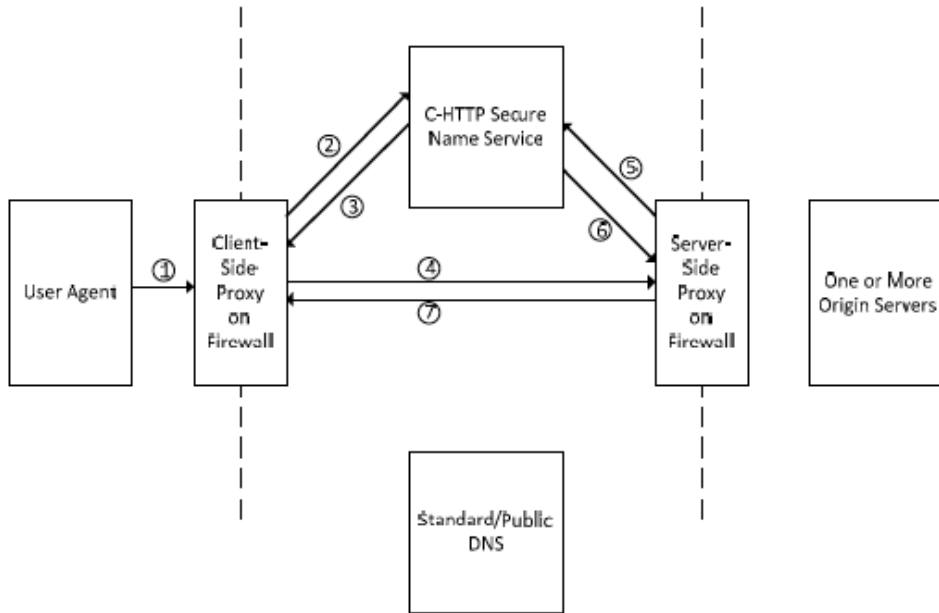 C-HTTP Secure
Name Service
②
③
⑤
⑥
User Agent
①
Client-
Side
Proxy
on
Firewall
④
⑦
Server-
Side
Proxy
on
Firewall
One or More
Origin Servers
Standard/Public
DNS